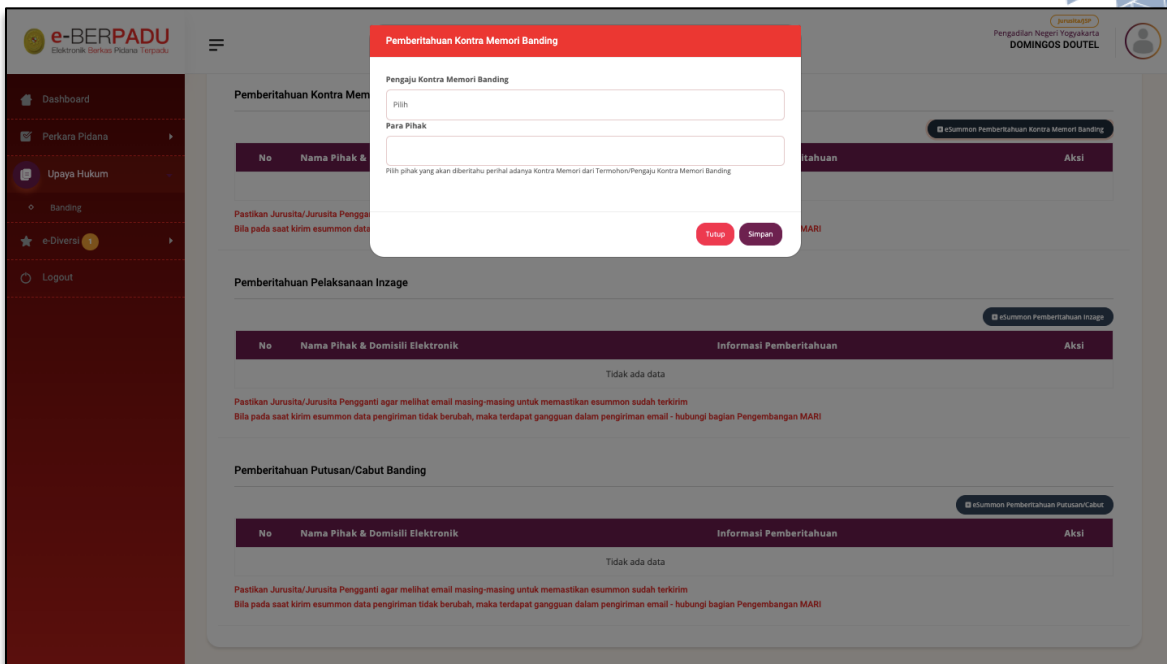 e-BERPADU
Elektronik Berkas Pidana Terpadu
Jurusita/JSP
Pengadilan Negeri Yogyakarta
DOMINGOS DOUTEL
Dashboard
Perkara Pidana
Upaya Hukum
Banding
e-Diversi 1
Logout
Pemberitahuan Kontra Memori Banding
Pengaju Kontra Memori Banding
Pilih
Para Pihak
Pilih pihak yang akan diberitahu perihal adanya Kontra Memori dari Termohon/Pengaju Kontra Memori Banding
Tutup Simpan
Pemberitahuan Kontra Mem
eSummon Pemberitahuan Kontra Memori Banding
No Nama Pihak & itahuan Aksi
Pastikan Jurusita/Jurusita Pengga
Bila pada saat kirim esummon data MARI
Pemberitahuan Pelaksanaan Inzage
eSummon Pemberitahuan Inzage
No Nama Pihak & Domisili Elektronik Informasi Pemberitahuan Aksi
Tidak ada data
Pastikan Jurusita/Jurusita Pengganti agar melihat email masing-masing untuk memastikan esummon sudah terkirim
Bila pada saat kirim esummon data pengiriman tidak berubah, maka terdapat gangguan dalam pengiriman email - hubungi bagian Pengembangan MARI
Pemberitahuan Putusan/Cabut Banding
eSummon Pemberitahuan Putusan/Cabut
No Nama Pihak & Domisili Elektronik Informasi Pemberitahuan Aksi
Tidak ada data
Pastikan Jurusita/Jurusita Pengganti agar melihat email masing-masing untuk memastikan esummon sudah terkirim
Bila pada saat kirim esummon data pengiriman tidak berubah, maka terdapat gangguan dalam pengiriman email - hubungi bagian Pengembangan MARI